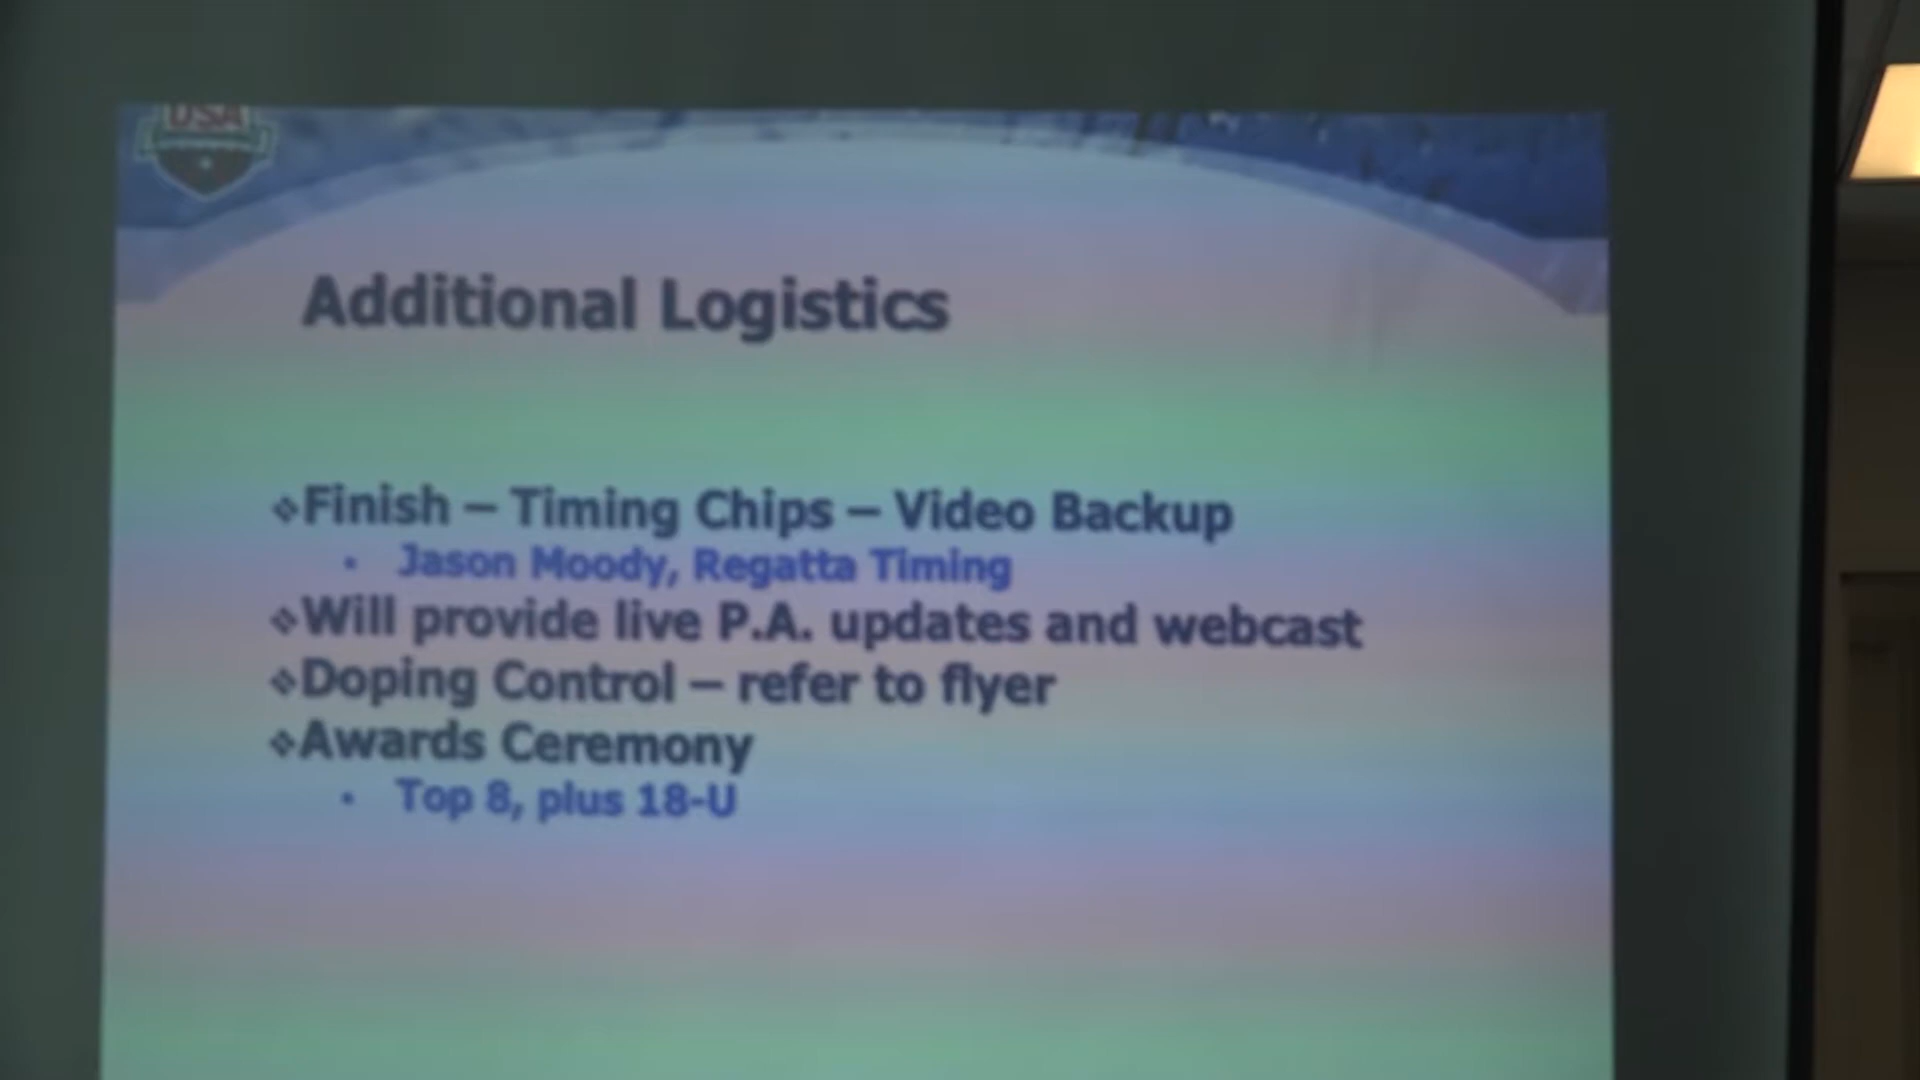 USA
Additional Logistics
❖Finish – Timing Chips – Video Backup
• Jason Moody, Regatta Timing
❖Will provide live P.A. updates and webcast
❖Doping Control – refer to flyer
❖Awards Ceremony
• Top 8, plus 18-U